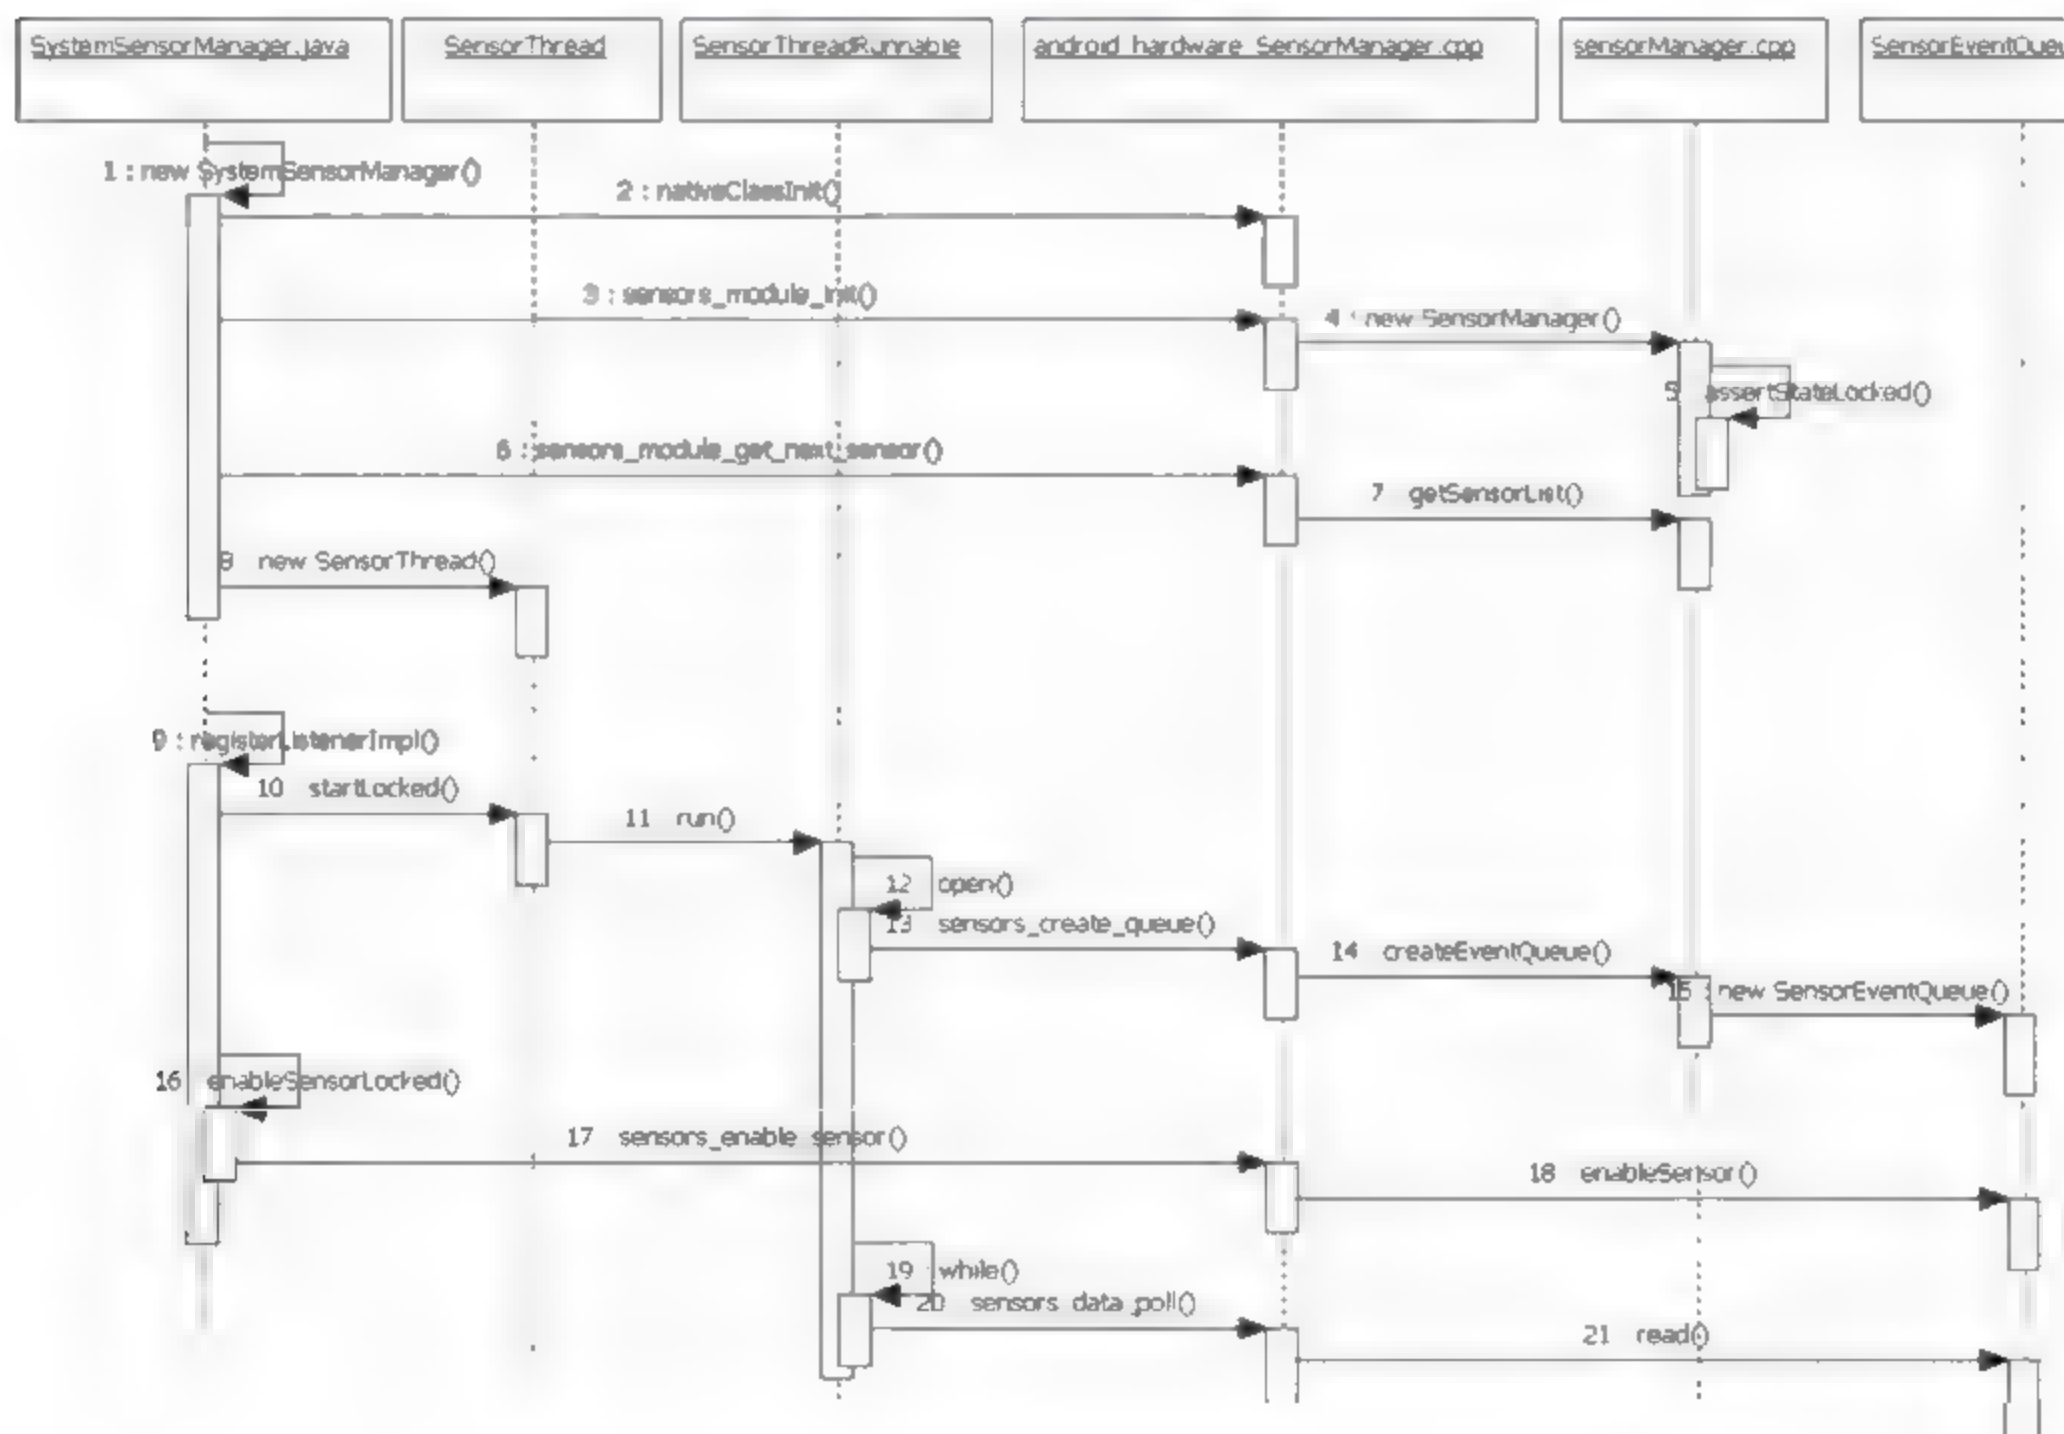 SystemSensorManager.java
SensorThread
SensorThreadRunnable
android_hardware_SensorManager.cpp
sensorManager.cpp
SensorEventQueu
1 : new SystemSensorManager()
2 : nativeClassInit()
3 : sensors_module_init()
4 : new SensorManager()
5 assertStateLocked()
6 : sensors_module_get_next_sensor()
7 getSensorList()
8 new SensorThread()
9 : registerListenerImpl()
10 startLocked()
11 run()
12 open()
13 sensors_create_queue()
14 createEventQueue()
15 : new SensorEventQueue()
16 enableSensorLocked()
17 sensors_enable_sensor()
18 enableSensor()
19 while()
20 sensors_data_poll()
21 read()